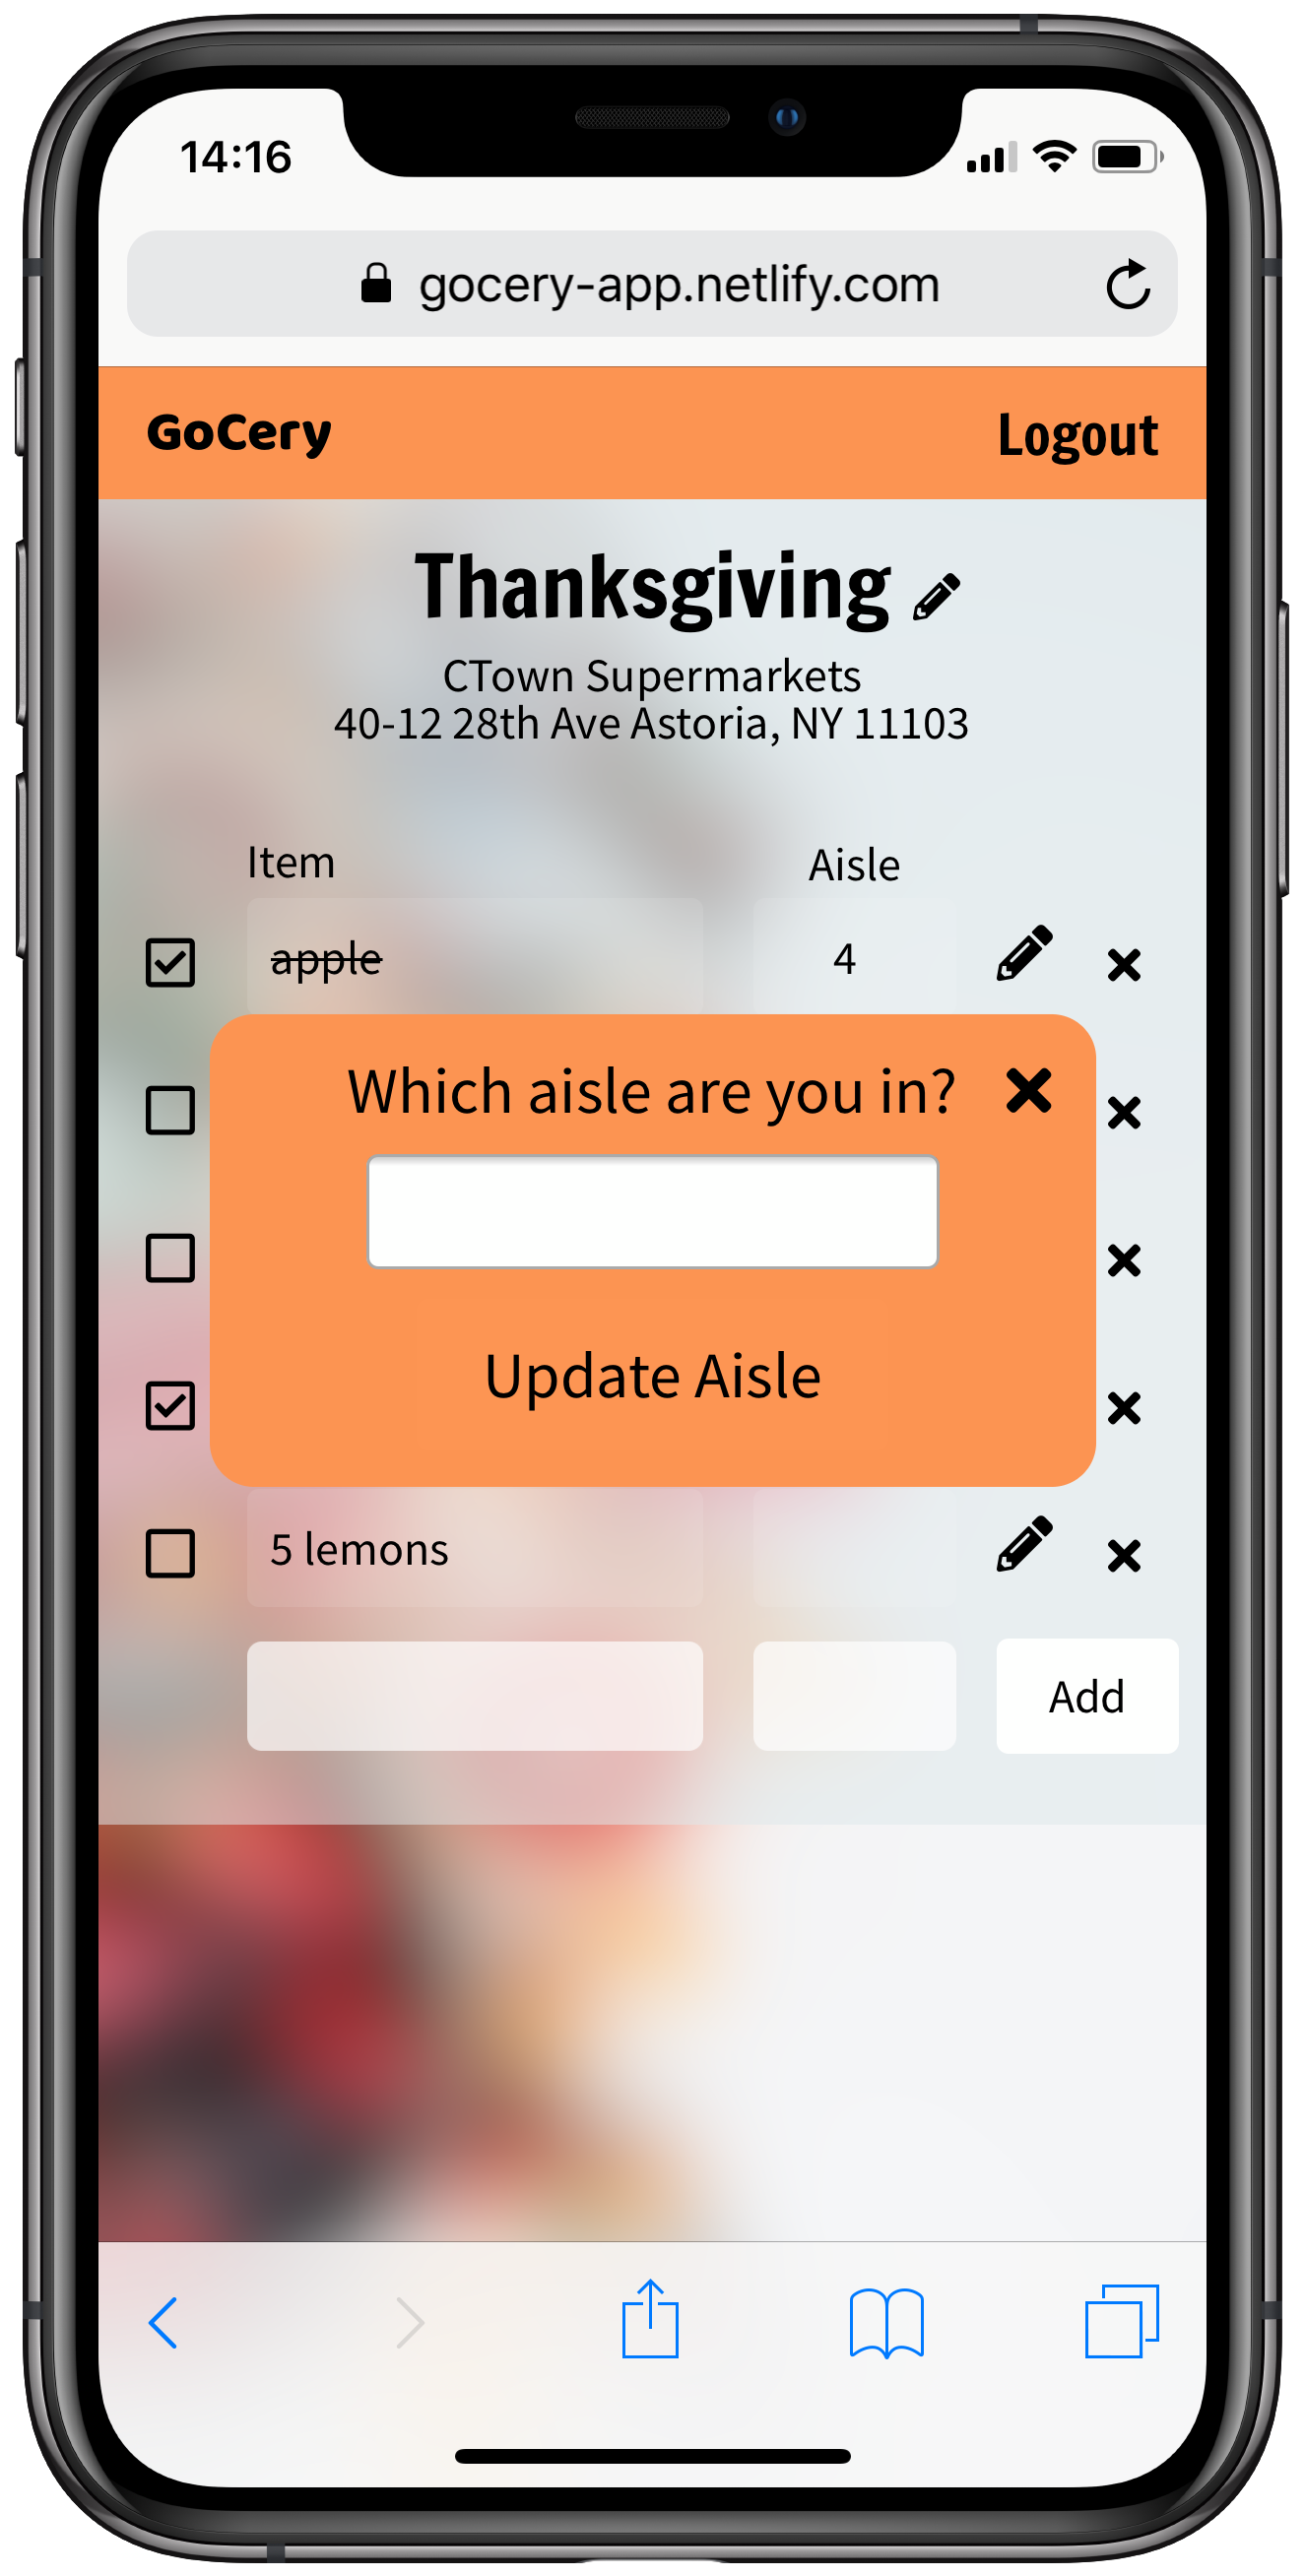 14:16
gocery-app.netlify.com
GoCery Logout
Thanksgiving
CTown Supermarkets
40-12 28th Ave Astoria, NY 11103
Item Aisle
apple 4
Which aisle are you in?
Update Aisle
5 lemons
Add